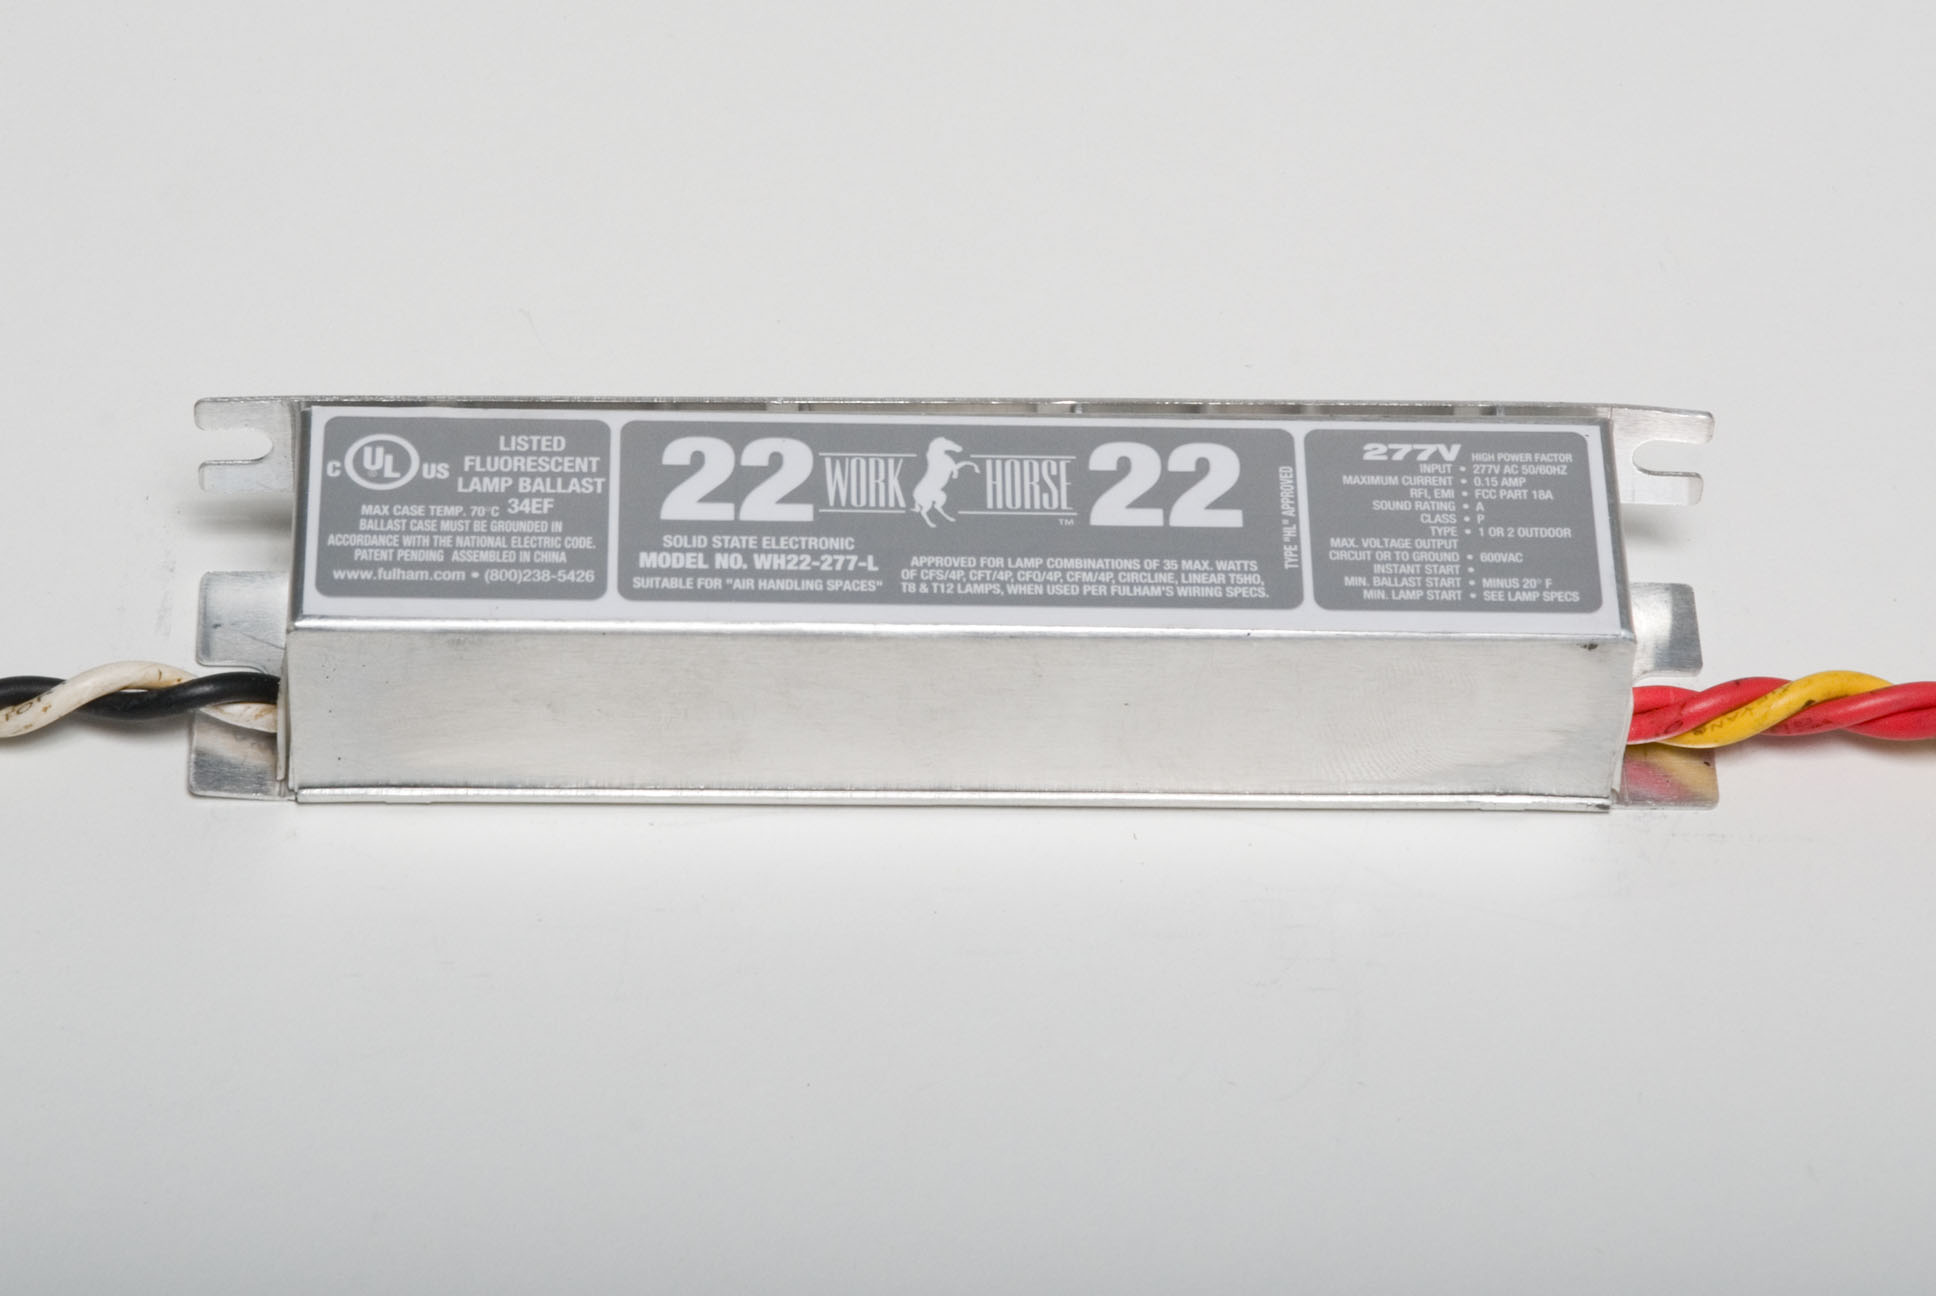 C UL US
LISTED
FLUORESCENT
LAMP BALLAST
MAX CASE TEMP. 70°C 34EF
BALLAST CASE MUST BE GROUNDED IN
ACCORDANCE WITH THE NATIONAL ELECTRIC CODE.
PATENT PENDING ASSEMBLED IN CHINA
www.fulham.com • (800)238-5426
22 WORK HORSE TM 22
SOLID STATE ELECTRONIC
MODEL NO. WH22-277-L
SUITABLE FOR "AIR HANDLING SPACES"
APPROVED FOR LAMP COMBINATIONS OF 35 MAX. WATTS
OF CFS/4P, CFT/4P, CFQ/4P, CFM/4P, CIRCLINE, LINEAR T5HO,
T8 & T12 LAMPS, WHEN USED PER FULHAM'S WIRING SPECS.
TYPE "HL" APPROVED
277V HIGH POWER FACTOR
INPUT • 277V AC 50/60HZ
MAXIMUM CURRENT • 0.15 AMP
RFI, EMI • FCC PART 18A
SOUND RATING • A
CLASS • P
TYPE • 1 OR 2 OUTDOOR
MAX. VOLTAGE OUTPUT
CIRCUIT OR TO GROUND • 600VAC
INSTANT START •
MIN. BALLAST START • MINUS 20° F
MIN. LAMP START • SEE LAMP SPECS